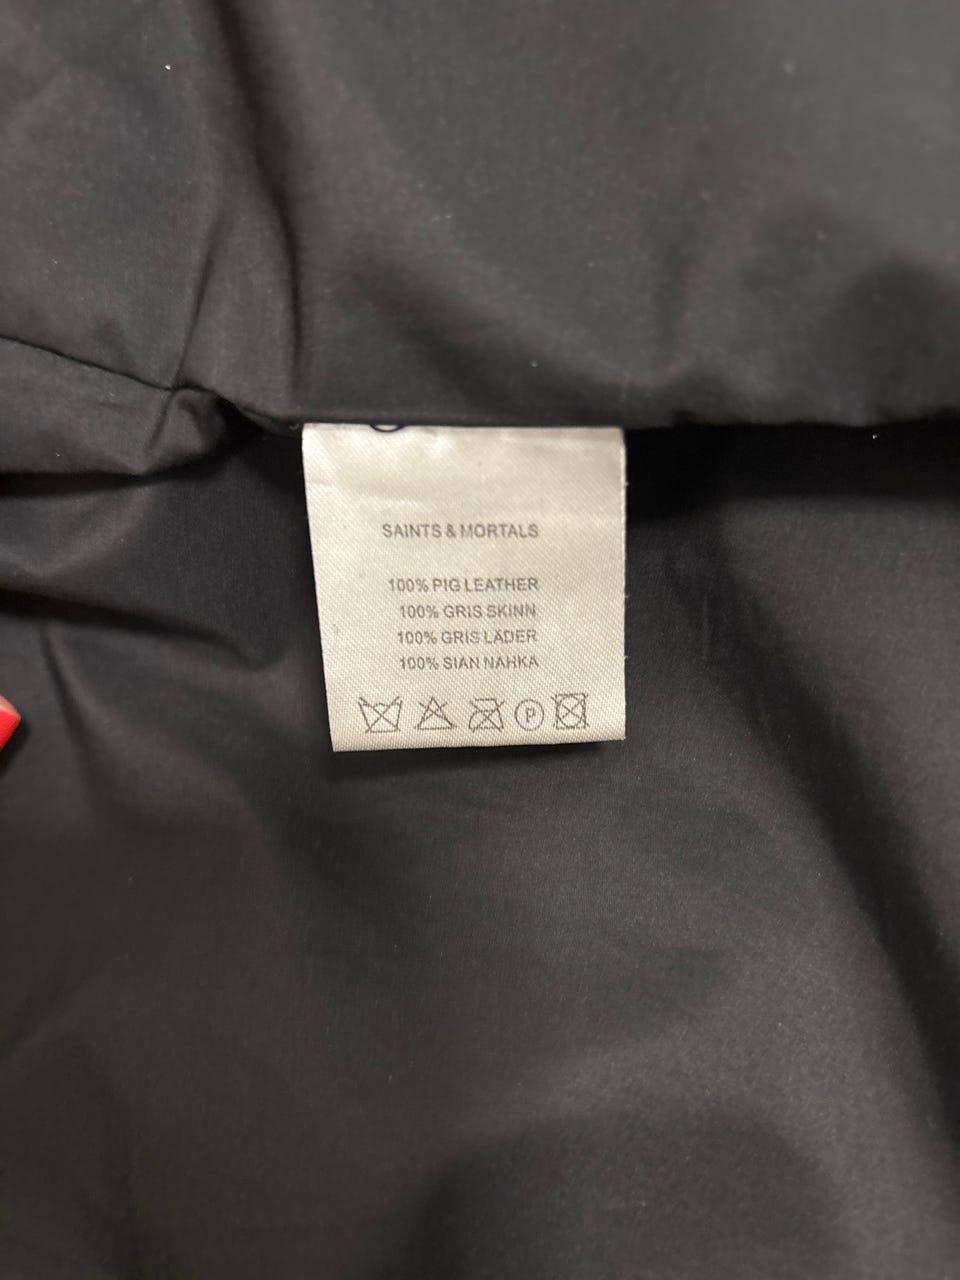 SAINTS & MORTALS
100% PIG LEATHER
100% GRIS SKINN
100% GRIS LÄDER
100% SIAN NAHKA
P